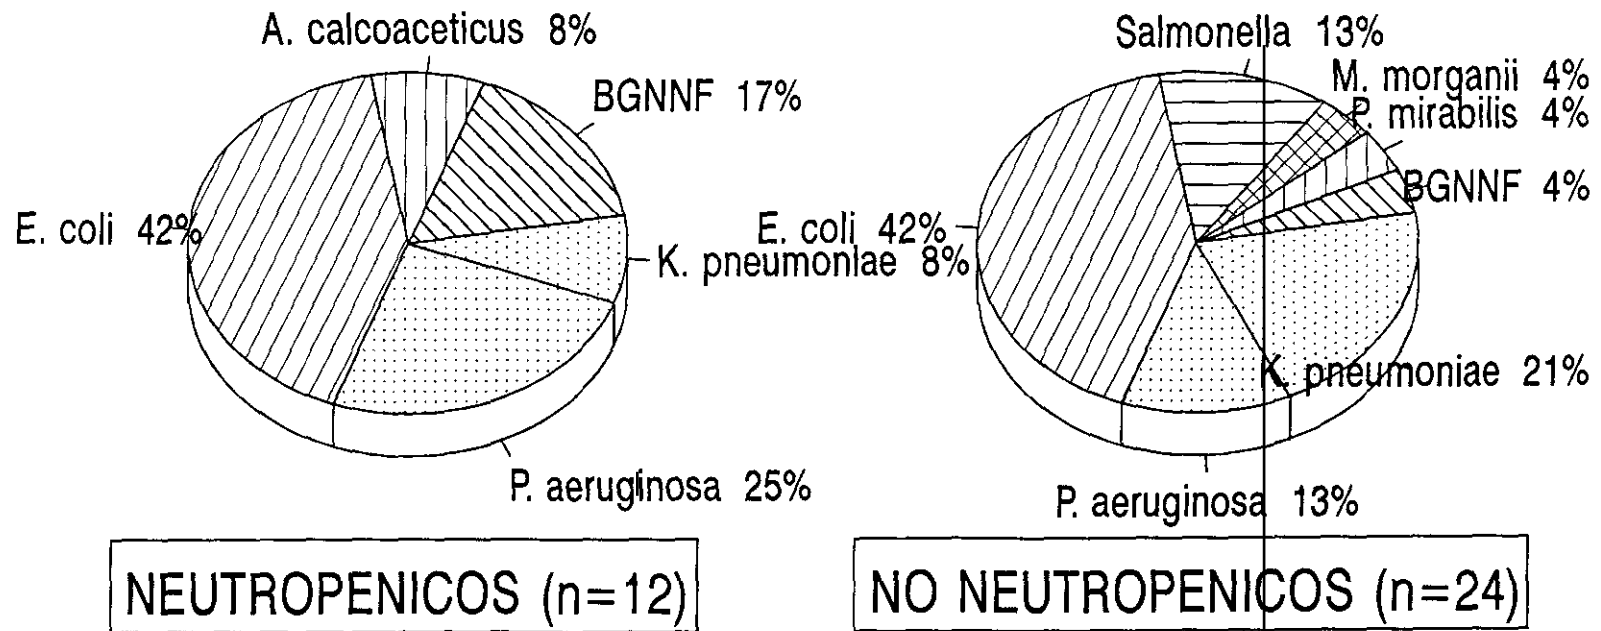 A. calcoaceticus 8%
BGNNF 17%
E. coli 42%
K. pneumoniae 8%
P. aeruginosa 25%
NEUTROPENICOS (n=12)
Salmonella 13%
M. morganii 4%
P. mirabilis 4%
BGNNF 4%
E. coli 42%
K. pneumoniae 21%
P. aeruginosa 13%
NO NEUTROPENICOS (n=24)